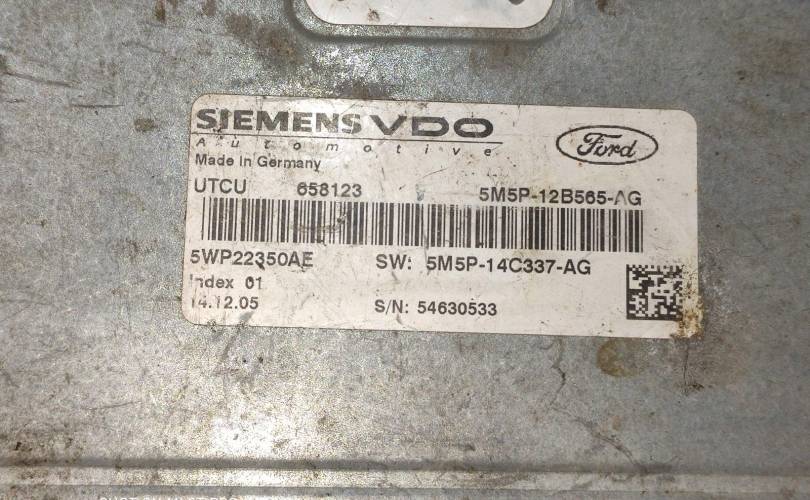 SIEMENS VDO
Automotive
Ford
Made in Germany
UTCU 658123 5M5P-12B565-AG
5WP22350AE SW: 5M5P-14C337-AG
Index 01
14.12.05 S/N: 54630533